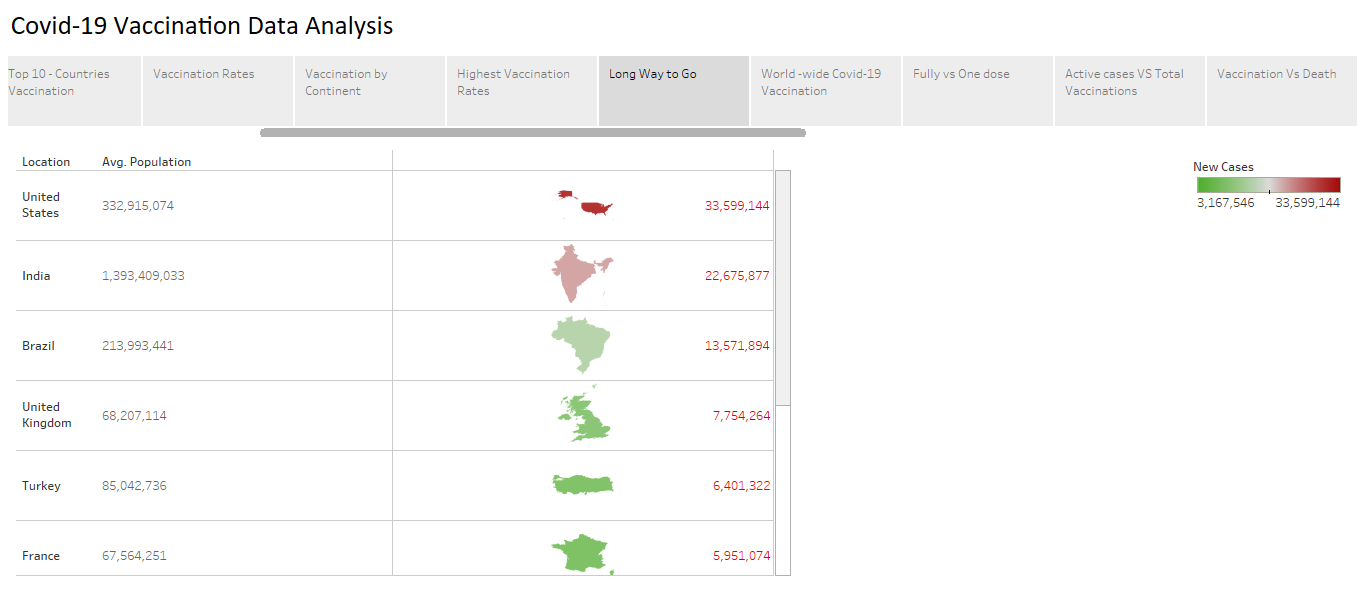 Covid-19 Vaccination Data Analysis
Top 10 - Countries
Vaccination
Vaccination Rates
Vaccination by
Continent
Highest Vaccination
Rates
Long Way to Go
World -wide Covid-19
Vaccination
Fully vs One dose
Active cases VS Total
Vaccinations
Vaccination Vs Death
Location Avg. Population
United
States
332,915,074 33,599,144
India 1,393,409,033 22,675,877
Brazil 213,993,441 13,571,894
United
Kingdom
68,207,114 7,754,264
Turkey 85,042,736 6,401,322
France 67,564,251 5,951,074
New Cases
3,167,546 33,599,144